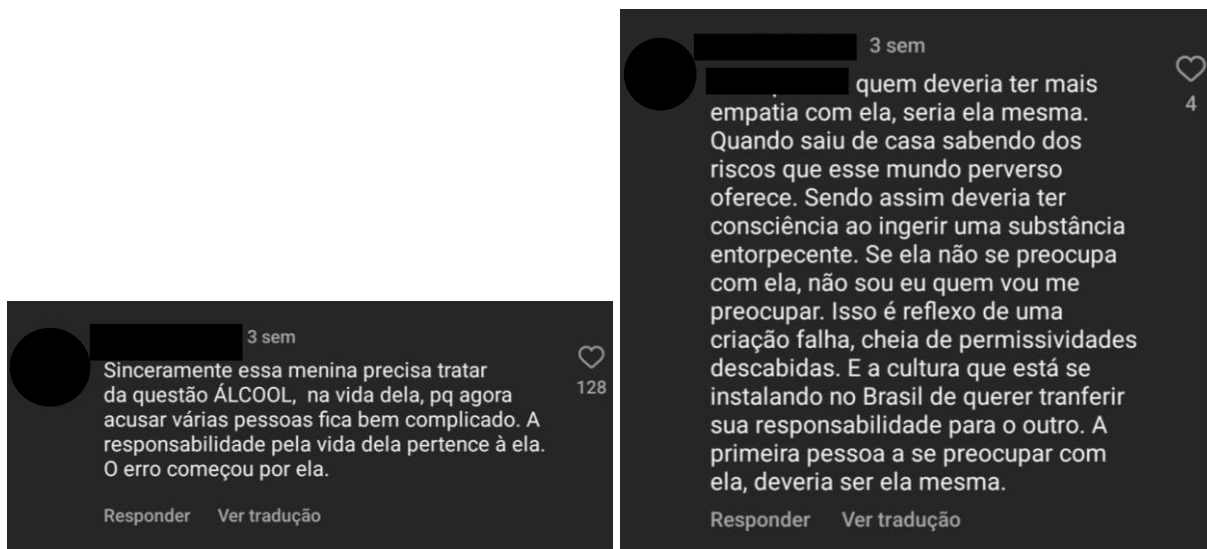 3 sem
Sinceramente essa menina precisa tratar
da questão ÁLCOOL,  na vida dela, pq agora
acusar várias pessoas fica bem complicado. A
responsabilidade pela vida dela pertence à ela.
O erro começou por ela.
128
Responder Ver tradução
3 sem
quem deveria ter mais
empatia com ela, seria ela mesma.
Quando saiu de casa sabendo dos
riscos que esse mundo perverso
oferece. Sendo assim deveria ter
consciência ao ingerir uma substância
entorpecente. Se ela não se preocupa
com ela, não sou eu quem vou me
preocupar. Isso é reflexo de uma
criação falha, cheia de permissividades
descabidas. E a cultura que está se
instalando no Brasil de querer tranferir
sua responsabilidade para o outro. A
primeira pessoa a se preocupar com
ela, deveria ser ela mesma.
4
Responder Ver tradução